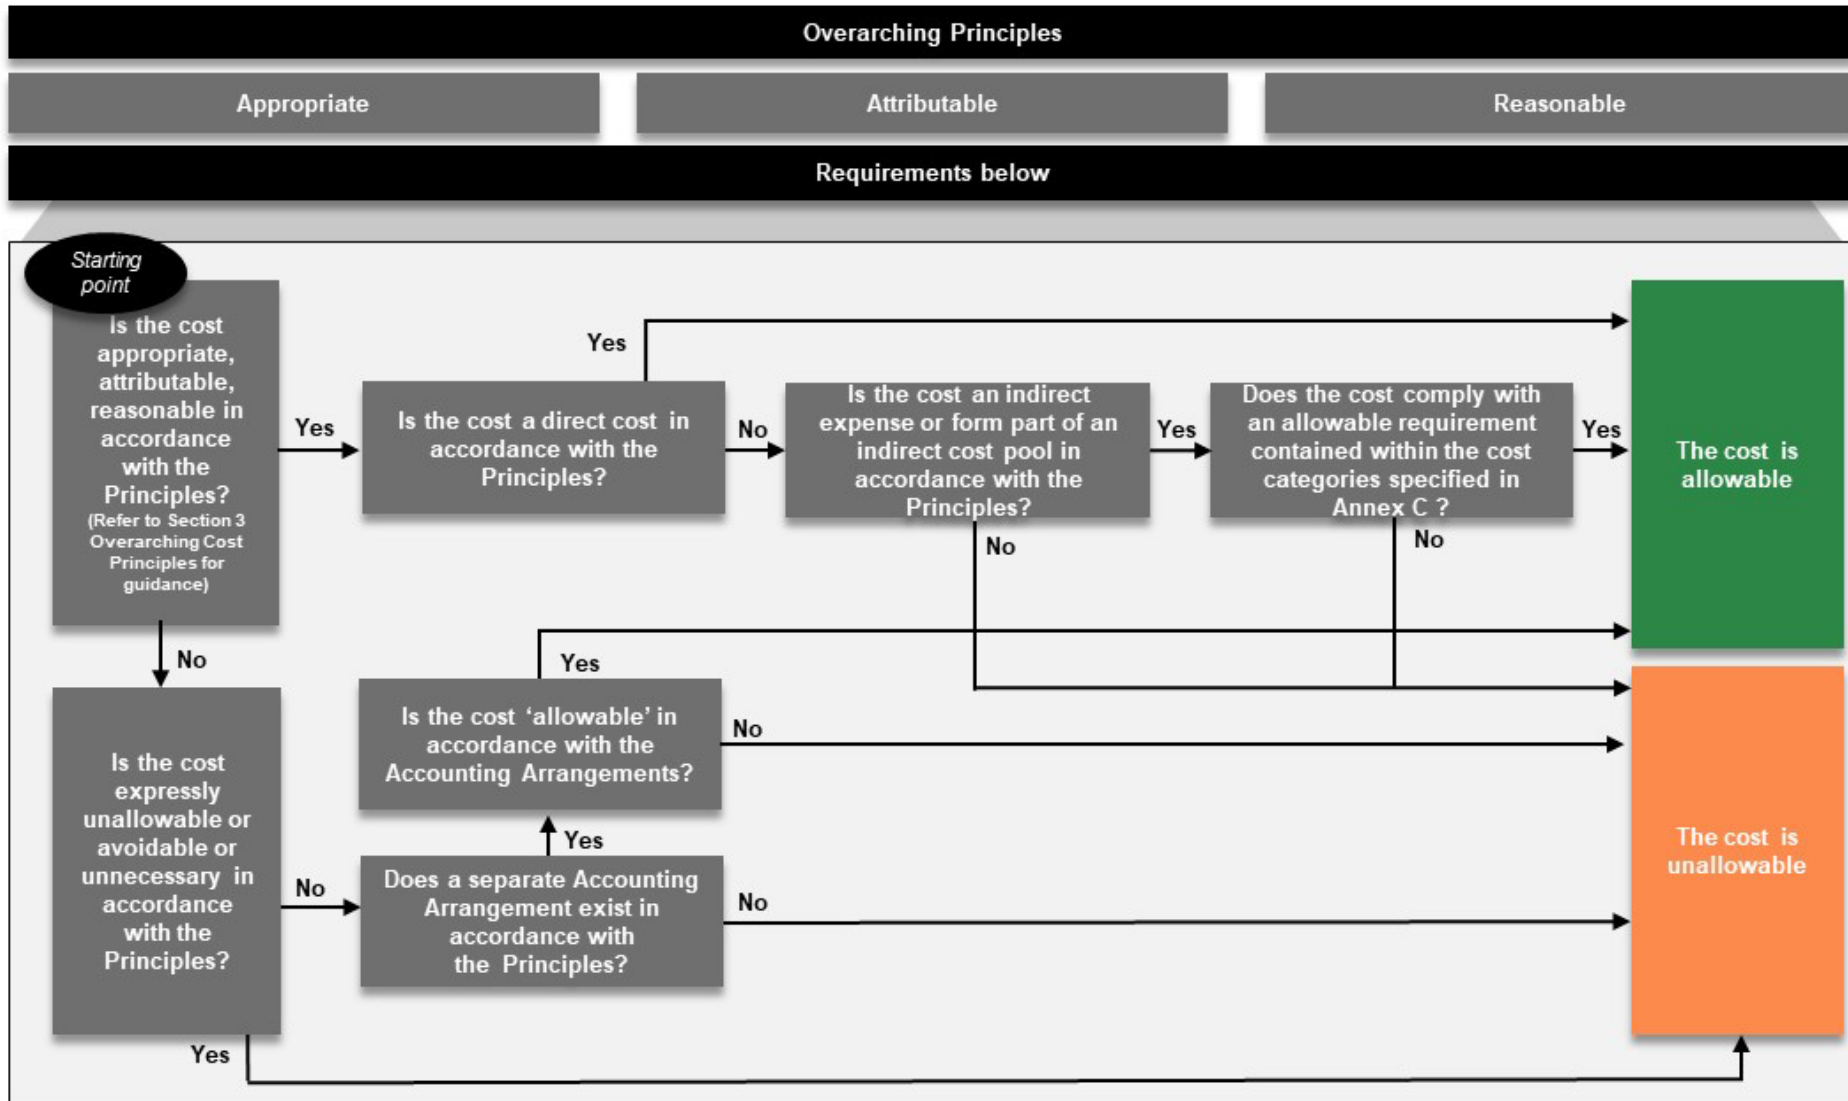 Overarching Principles
Appropriate
Attributable
Reasonable
Requirements below
Starting
point
Is the cost
appropriate,
attributable,
reasonable in
accordance
with the
Principles?
(Refer to Section 3
Overarching Cost
Principles for
guidance)
Yes
No
Is the cost a direct cost in
accordance with the
Principles?
Yes
No
Is the cost an indirect
expense or form part of an
indirect cost pool in
accordance with the
Principles?
Yes
No
Does the cost comply with
an allowable requirement
contained within the cost
categories specified in
Annex C ?
Yes
No
The cost is
allowable
Is the cost
expressly
unallowable or
avoidable or
unnecessary in
accordance
with the
Principles?
No
Yes
Is the cost ‘allowable’ in
accordance with the
Accounting Arrangements?
Yes
No
Yes
Does a separate Accounting
Arrangement exist in
accordance with
the Principles?
No
The cost is
unallowable